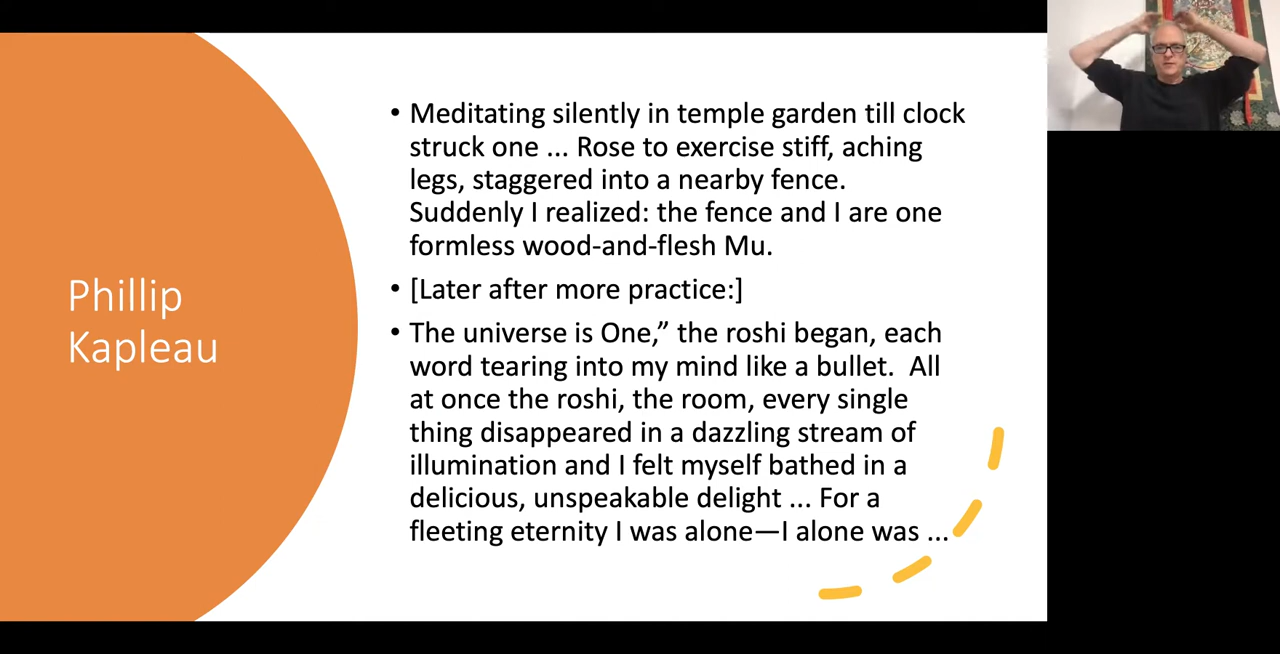 Phillip
Kapleau
• Meditating silently in temple garden till clock
struck one ... Rose to exercise stiff, aching
legs, staggered into a nearby fence.
Suddenly I realized: the fence and I are one
formless wood-and-flesh Mu.
• [Later after more practice:]
• The universe is One,” the roshi began, each
word tearing into my mind like a bullet.  All
at once the roshi, the room, every single
thing disappeared in a dazzling stream of
illumination and I felt myself bathed in a
delicious, unspeakable delight ... For a
fleeting eternity I was alone—I alone was ...